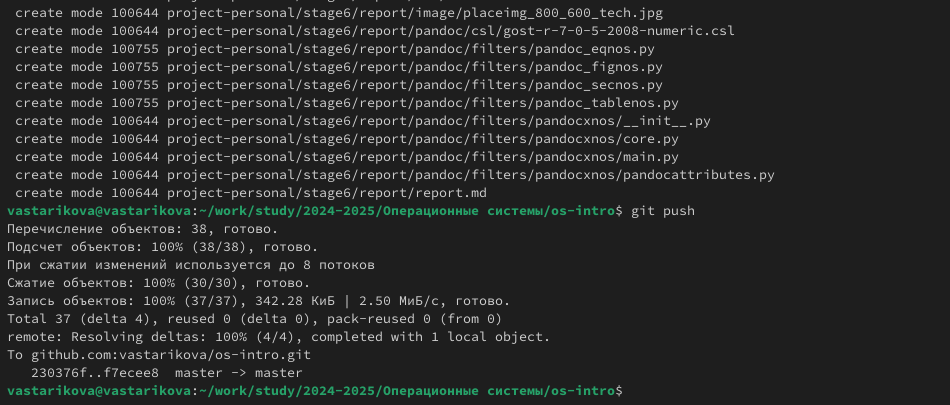 create mode 100644 project-personal/stage6/report/image/placeimg_800_600_tech.jpg
create mode 100644 project-personal/stage6/report/pandoc/csl/gost-r-7-0-5-2008-numeric.csl
create mode 100755 project-personal/stage6/report/pandoc/filters/pandoc_eqnos.py
create mode 100755 project-personal/stage6/report/pandoc/filters/pandoc_fignos.py
create mode 100755 project-personal/stage6/report/pandoc/filters/pandoc_secnos.py
create mode 100755 project-personal/stage6/report/pandoc/filters/pandoc_tablenos.py
create mode 100644 project-personal/stage6/report/pandoc/filters/pandocxnos/__init__.py
create mode 100644 project-personal/stage6/report/pandoc/filters/pandocxnos/core.py
create mode 100644 project-personal/stage6/report/pandoc/filters/pandocxnos/main.py
create mode 100644 project-personal/stage6/report/pandoc/filters/pandocxnos/pandocattributes.py
create mode 100644 project-personal/stage6/report/report.md
vastarikova@vastarikova:~/work/study/2024-2025/Операционные системы/os-intro$ git push
Перечисление объектов: 38, готово.
Подсчет объектов: 100% (38/38), готово.
При сжатии изменений используется до 8 потоков
Сжатие объектов: 100% (30/30), готово.
Запись объектов: 100% (37/37), 342.28 КиБ | 2.50 МиБ/с, готово.
Total 37 (delta 4), reused 0 (delta 0), pack-reused 0 (from 0)
remote: Resolving deltas: 100% (4/4), completed with 1 local object.
To github.com:vastarikova/os-intro.git
230376f..f7ecee8  master -> master
vastarikova@vastarikova:~/work/study/2024-2025/Операционные системы/os-intro$